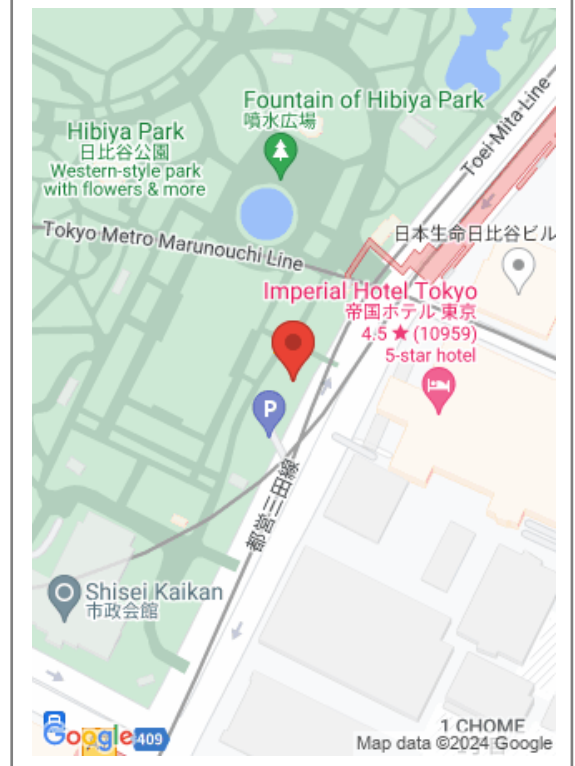 Fountain of Hibiya Park
噴水広場
Hibiya Park
日比谷公園
Western-style park
with flowers & more
Toei-Mita-Line
Tokyo Metro Marunouchi Line
日本生命日比谷ビル
Imperial Hotel Tokyo
帝国ホテル 東京
4.5 ★ (10959)
5-star hotel
P
都営三田線
Shisei Kaikan
市政会館
Google
409
1 CHOME
Map data ©2024 Google